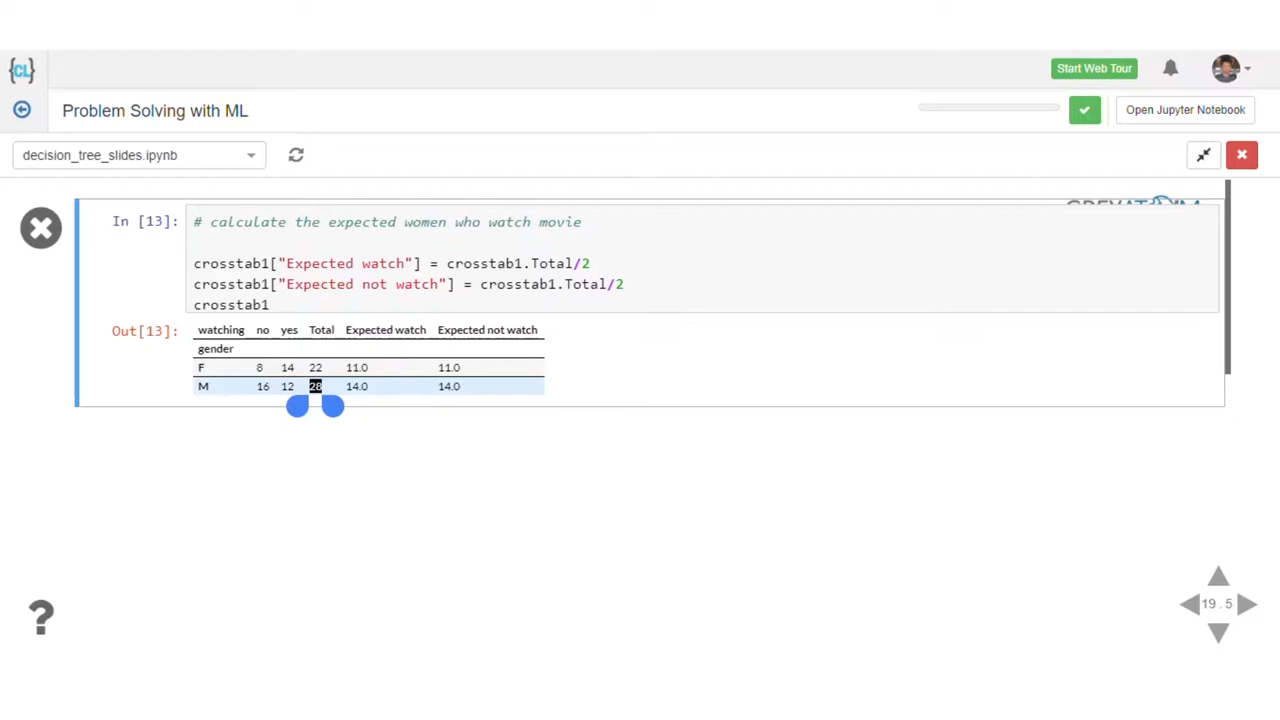 {CL}
Start Web Tour
Problem Solving with ML
Open Jupyter Notebook
decision_tree_slides.ipynb
In [13]:
# calculate the expected women who watch movie
crosstab1["Expected watch"] = crosstab1.Total/2
crosstab1["Expected not watch"] = crosstab1.Total/2
crosstab1
Out[13]:
watching no yes Total Expected watch Expected not watch
gender
F 8 14 22 11.0 11.0
M 16 12 28 14.0 14.0
19.5
?